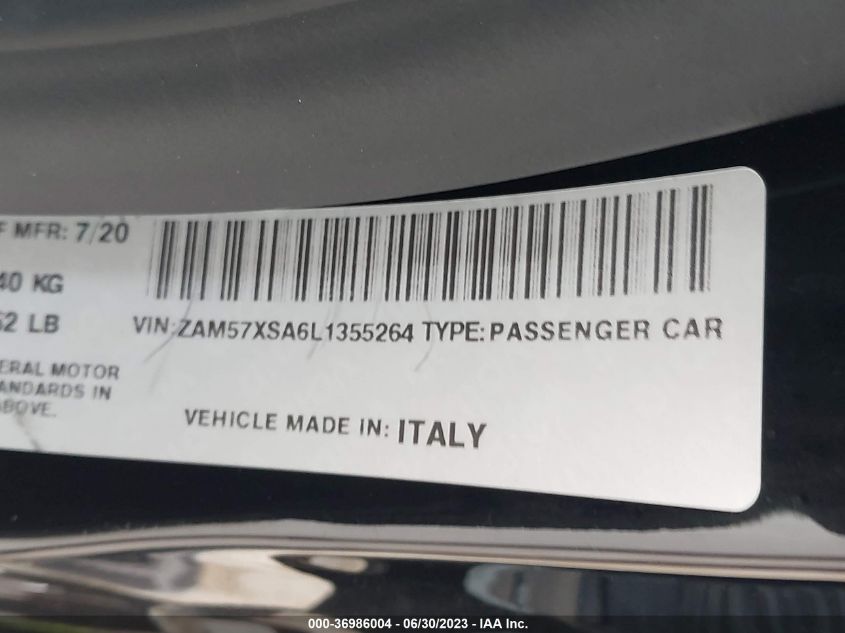 F MFR: 7/20
40 KG
62 LB
VIN:ZAM57XSA6L1355264 TYPE:PASSENGER CAR
ERAL MOTOR
ANDARDS IN
ABOVE.
VEHICLE MADE IN: ITALY
000-36986004 - 06/30/2023 - IAA Inc.